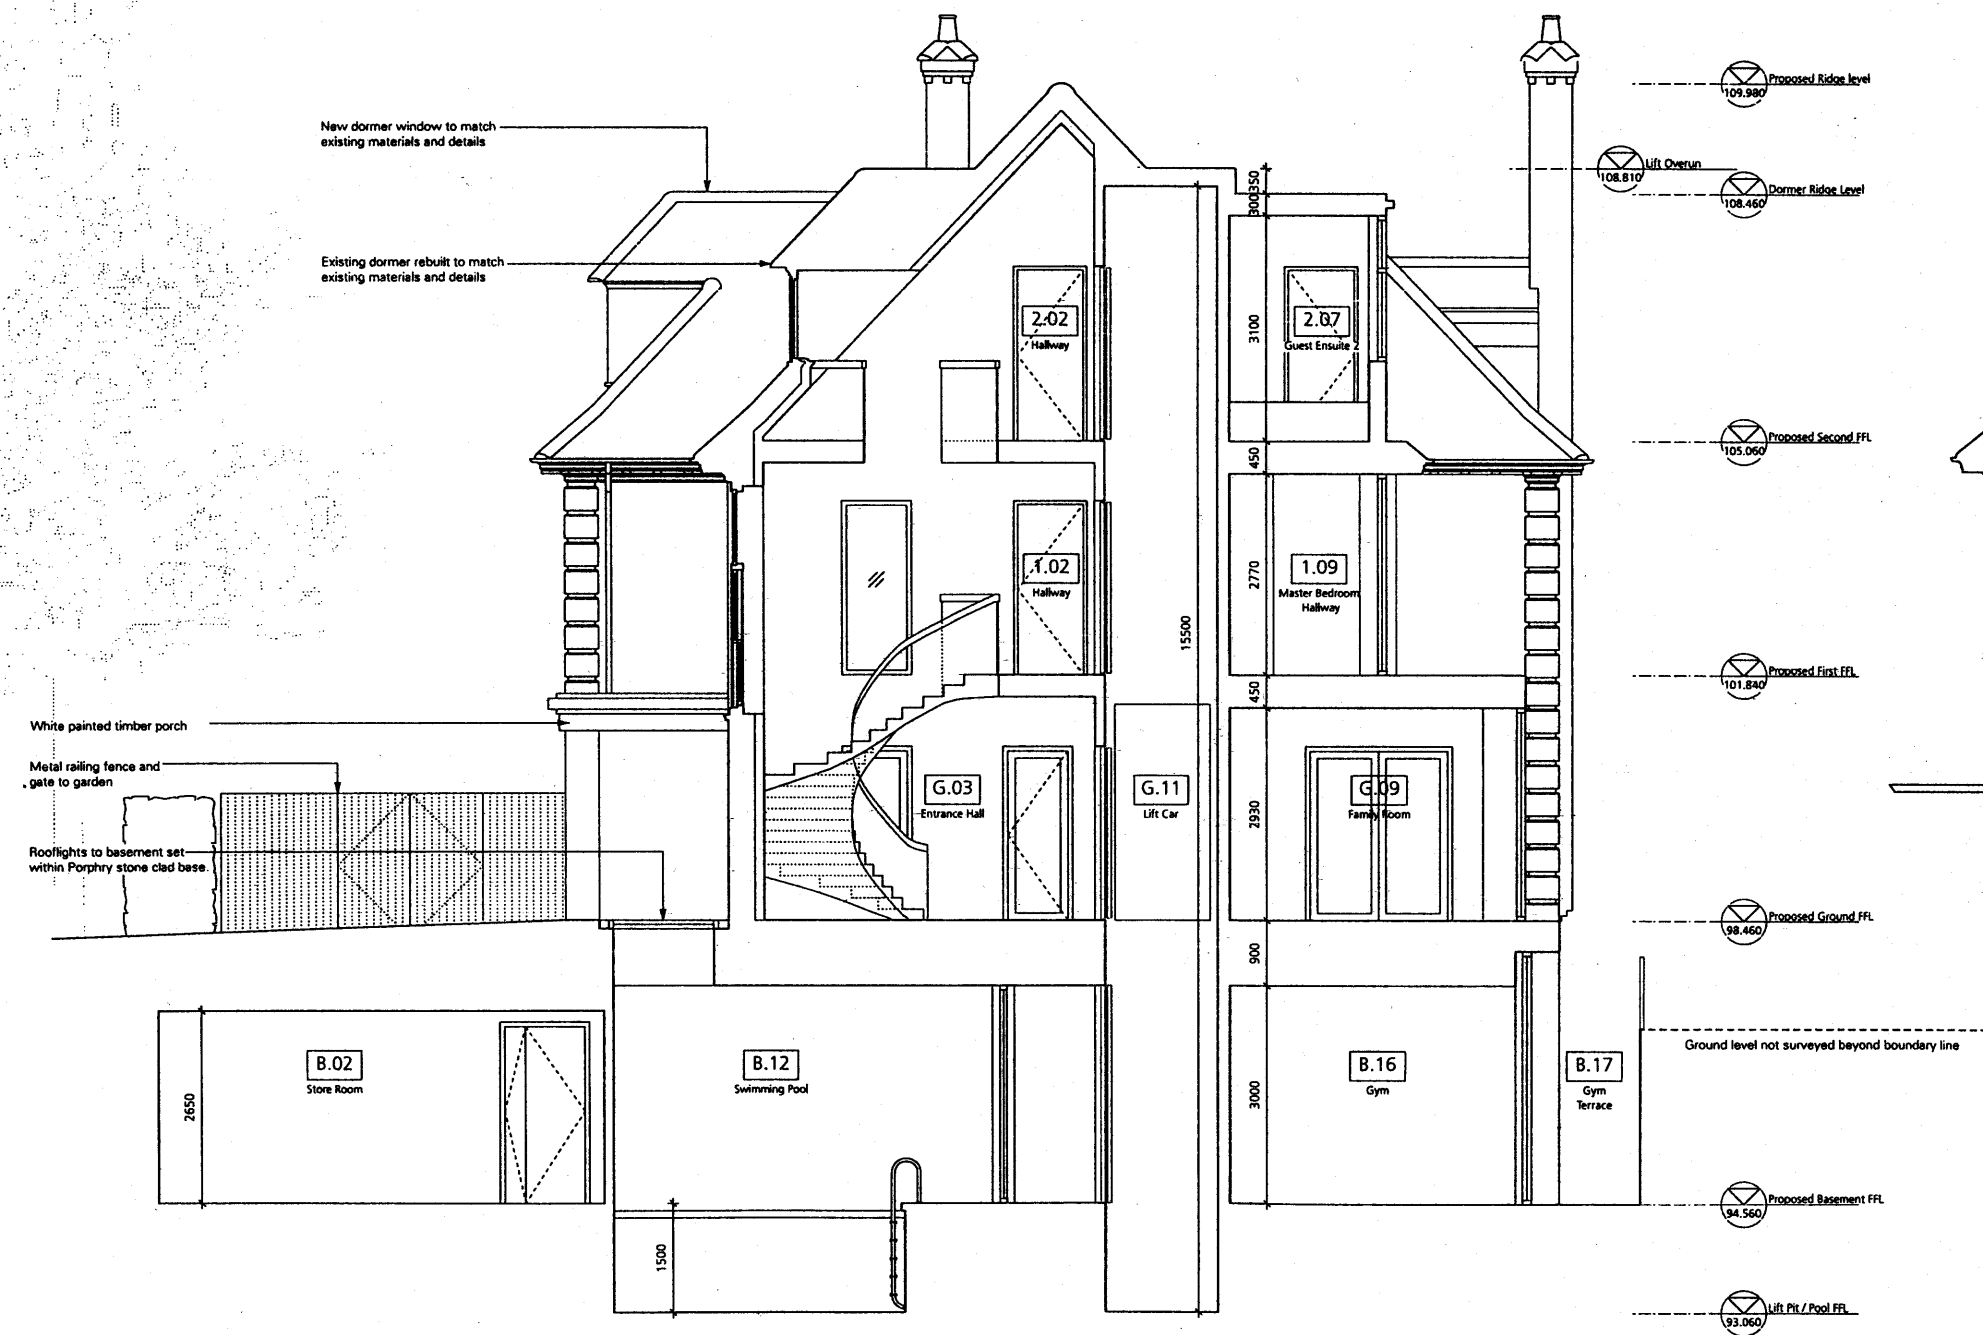 New dormer window to match
existing materials and details
Existing dormer rebuilt to match
existing materials and details
White painted timber porch
Metal railing fence and
gate to garden
Rooflights to basement set
within Porphry stone clad base.
2.02
Hallway
2.07
Guest Ensuite 2
1.02
Hallway
1.09
Master Bedroom
Hallway
G.03
Entrance Hall
G.11
Lift Car
G.09
Family Room
B.02
Store Room
B.12
Swimming Pool
B.16
Gym
B.17
Gym
Terrace
350
300
3100
450
2770
450
2930
900
3000
15500
2650
1500
Proposed Ridge level
109.980
Lift Overun
108.810
Dormer Ridge Level
108.460
Proposed Second FFL
105.060
Proposed First FFL
101.840
Proposed Ground FFL
98.460
Ground level not surveyed beyond boundary line
Proposed Basement FFL
94.560
Lift Pit / Pool FFL
93.060